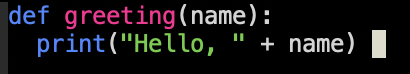 def greeting(name):
  print("Hello, " + name)